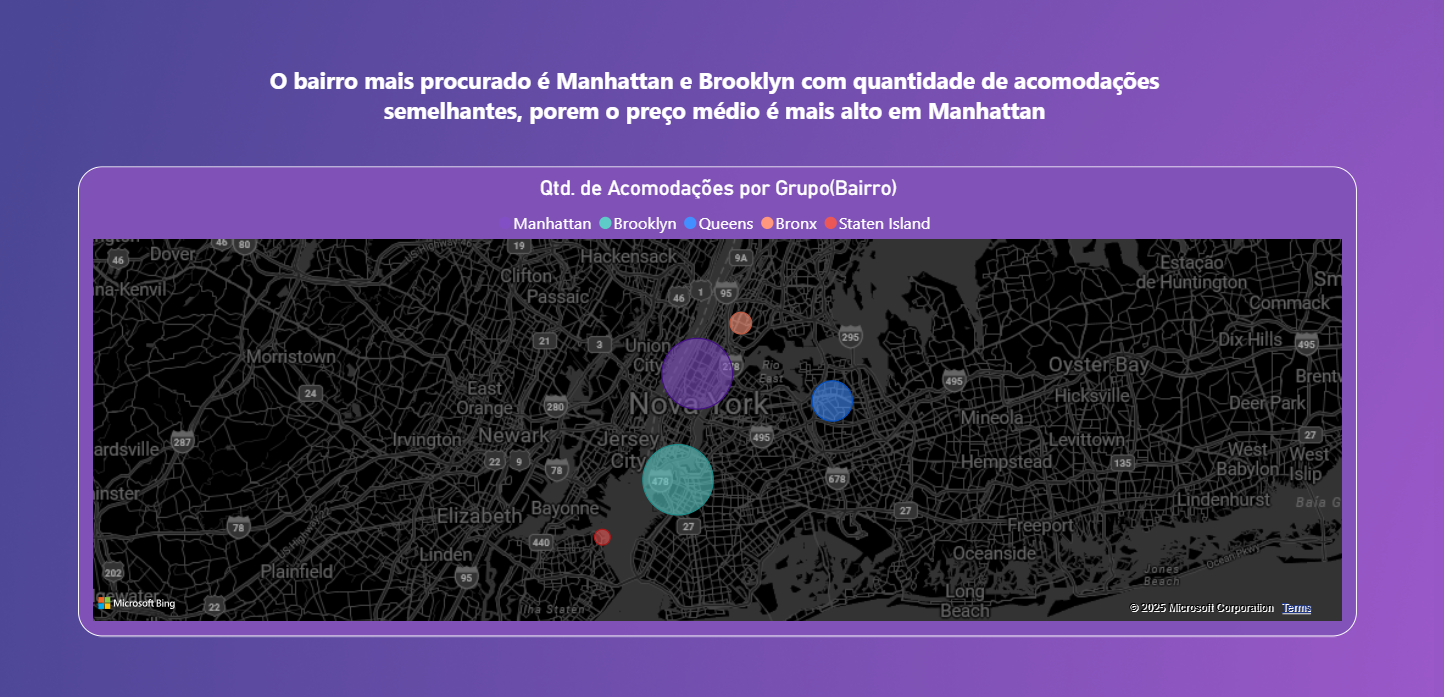 O bairro mais procurado é Manhattan e Brooklyn com quantidade de acomodações
semelhantes, porem o preço médio é mais alto em Manhattan
Qtd. de Acomodações por Grupo(Bairro)
Manhattan Brooklyn Queens Bronx Staten Island
46 80
19
Hackensack
9A
Dover
46
Estação
de Huntington
Clifton
Sm
na-Kenvil
Passaic
46
1
95
Commack
21
3
Union
City
278
295
Dix Hills
495
Morristown
Rio
East
Oyster Bay
24
East
Orange
280
Nova York
495
Hicksville
Brentv
Deer Park
Mineola
287
Irvington
Newark
Jersey
City
495
Levittown
27
ardsville
22
9
78
478
678
Hempstead
135
West
Babylon
West
Islip
inster
Elizabeth
Bayonne
27
27
Lindenhurst
Baía G
78
US Highway
Freeport
440
Linden
Oceanside
Ocean Pkwy
202
Plainfield
95
Jones
Beach
Long
Beach
22
Ilha Staten
Microsoft Bing
© 2025 Microsoft Corporation Terms